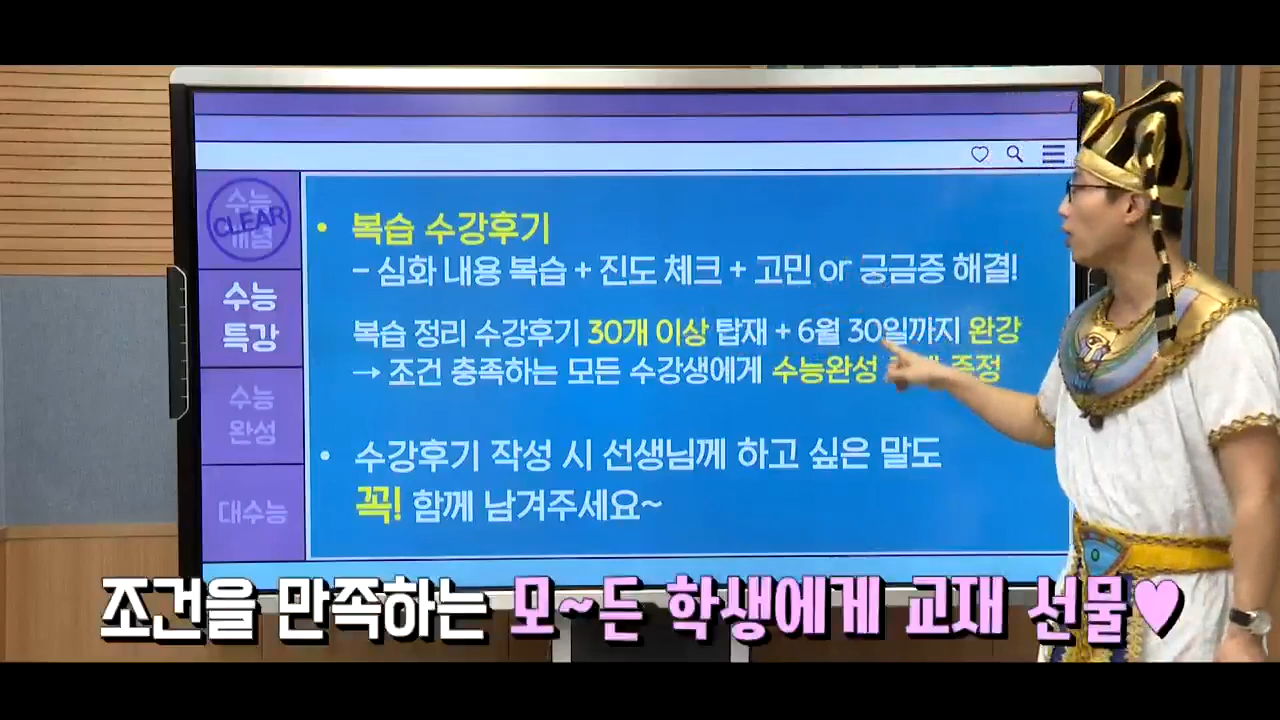 수능
CLEAR
개념
수능
특강
수능
완성
대수능
• 복습 수강후기
– 심화 내용 복습 + 진도 체크 + 고민 or 궁금증 해결!
복습 정리 수강후기 30개 이상 탑재 + 6월 30일까지 완강
→ 조건 충족하는 모든 수강생에게 수능완성 증정
• 수강후기 작성 시 선생님께 하고 싶은 말도
꼭! 함께 남겨주세요~
조건을 만족하는 모~든 학생에게 교재 선물♥